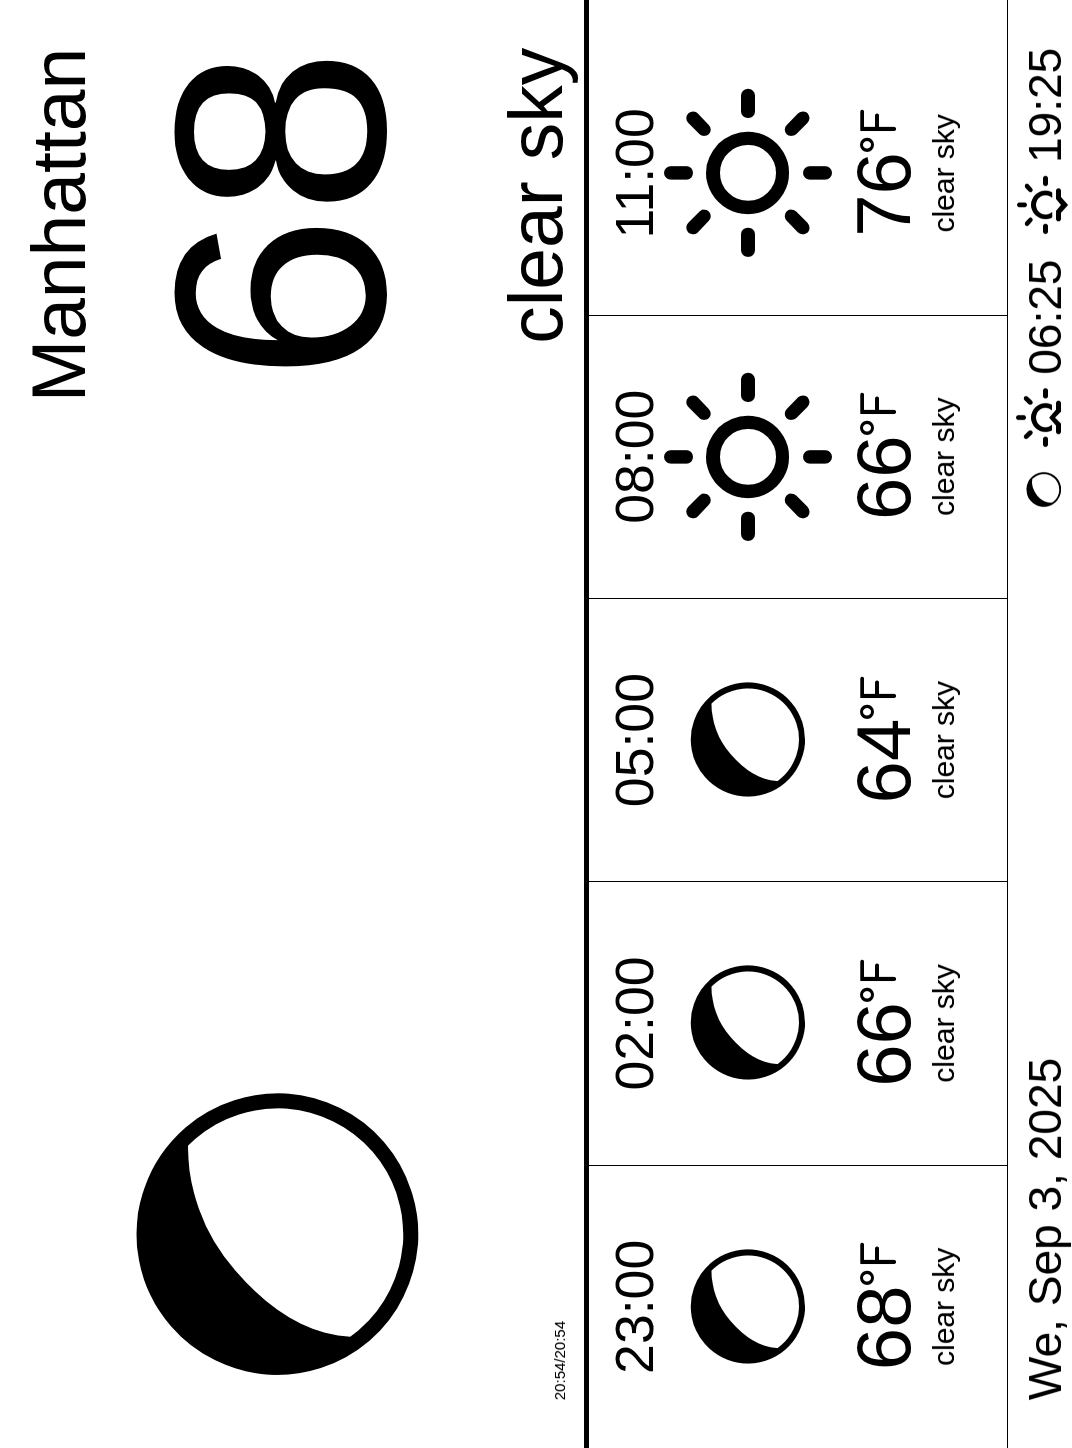 Manhattan
68
clear sky
20:54/20:54
23:00 02:00 05:00 08:00 11:00
68°F 66°F 64°F 66°F 76°F
clear sky clear sky clear sky clear sky clear sky
We, Sep 3, 2025 06:25 19:25